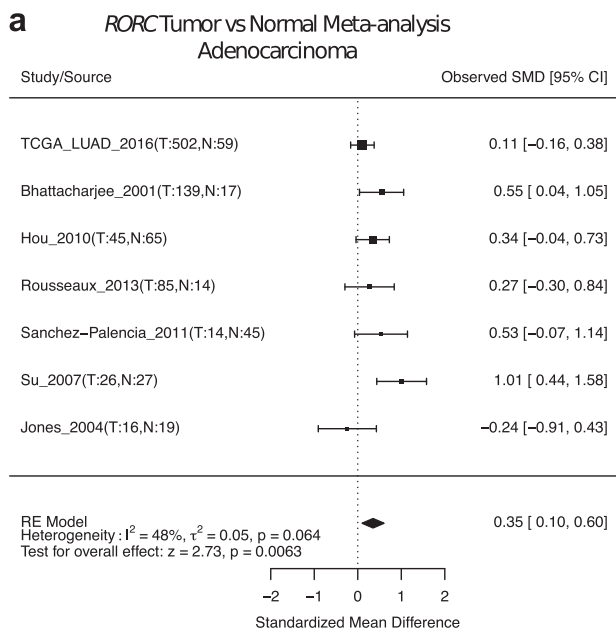 a
RORC Tumor vs Normal Meta-analysis
Adenocarcinoma
Study/Source Observed SMD [95% CI]
TCGA_LUAD_2016(T:502,N:59) 0.11 [−0.16, 0.38]
Bhattacharjee_2001(T:139,N:17) 0.55 [ 0.04, 1.05]
Hou_2010(T:45,N:65) 0.34 [−0.04, 0.73]
Rousseaux_2013(T:85,N:14) 0.27 [−0.30, 0.84]
Sanchez−Palencia_2011(T:14,N:45) 0.53 [−0.07, 1.14]
Su_2007(T:26,N:27) 1.01 [ 0.44, 1.58]
Jones_2004(T:16,N:19) −0.24 [−0.91, 0.43]
RE Model 0.35 [ 0.10, 0.60]
Heterogeneity : I² = 48%, τ² = 0.05, p = 0.064
Test for overall effect: z = 2.73, p = 0.0063
−2 −1 0 1 2
Standardized Mean Difference